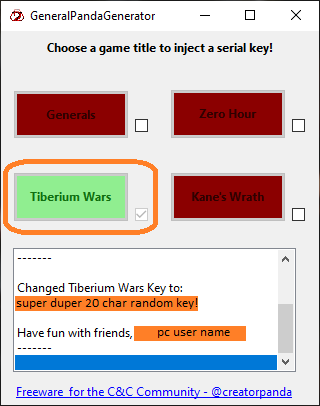 GeneralPandaGenerator
Choose a game title to inject a serial key!
Generals
Zero Hour
Tiberium Wars
Kane's Wrath
-------
Changed Tiberium Wars Key to:
super duper 20 char random key!
Have fun with friends, pc user name
-------
Freeware for the C&C Community - @creatorpanda